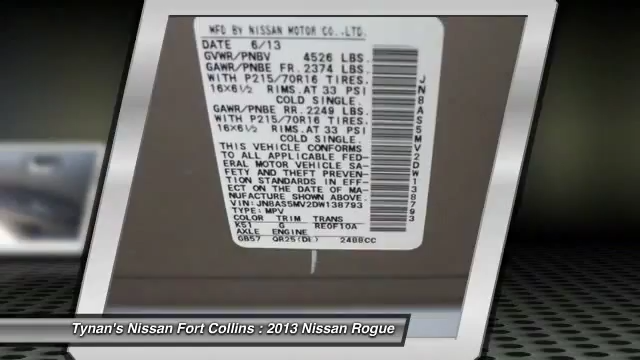 MFD BY NISSAN MOTOR CO.,LTD.
DATE 6/13
GVWR/PNBV 4526 LBS.
GAWR/PNBE FR. 2374 LBS.
WITH P215/70R16 TIRES.
16X6½ RIMS.AT 33 PSI
COLD SINGLE.
GAWR/PNBE RR. 2249 LBS.
WITH P215/70R16 TIRES.
16X6½ RIMS.AT 33 PSI
COLD SINGLE.
THIS VEHICLE CONFORMS
TO ALL APPLICABLE FED-
ERAL MOTOR VEHICLE SA-
FETY AND THEFT PREVEN-
TION STANDARDS IN EFF-
ECT ON THE DATE OF MA-
NUFACTURE SHOWN ABOVE.
VIN: JN8AS5MV2DW138793
TYPE: MPV
COLOR TRIM TRANS
K51 G RE0F10A
AXLE ENGINE
GB57 QR25(DE) 2488CC
JN8AS5MV2DW138793
Tynan's Nissan Fort Collins : 2013 Nissan Rogue